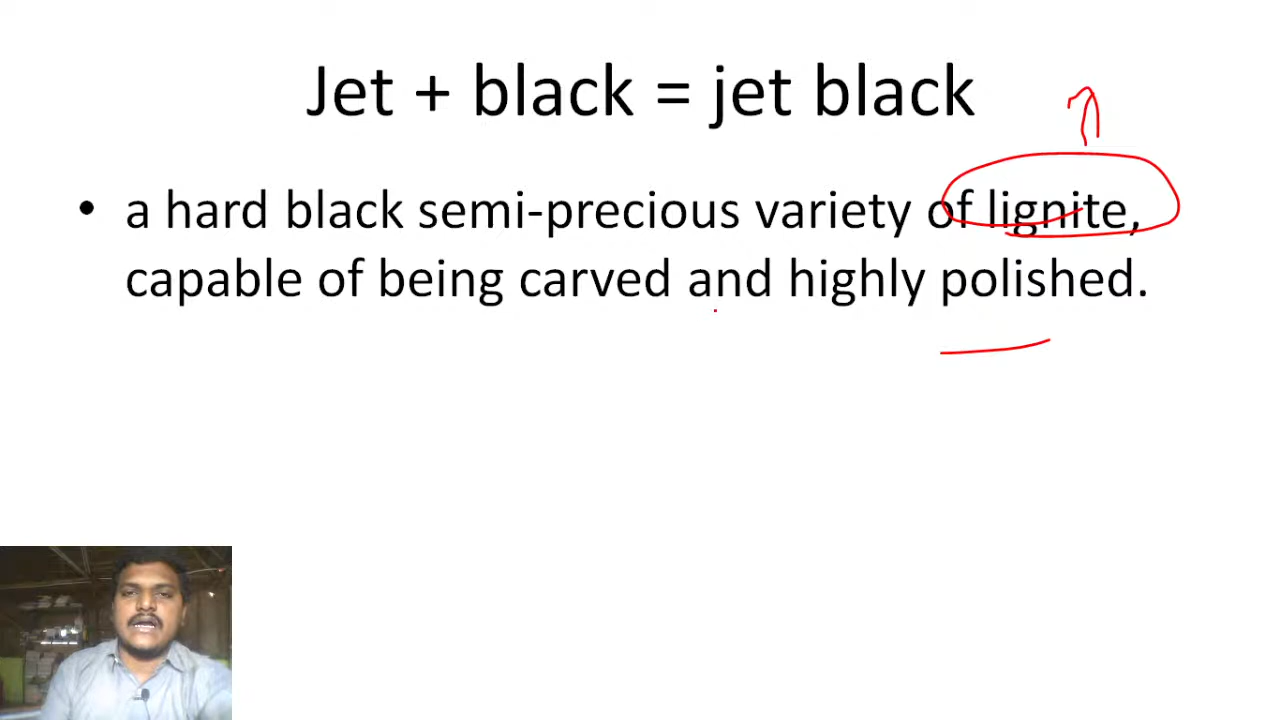 Jet + black = jet black
• a hard black semi-precious variety of lignite,
capable of being carved and highly polished.